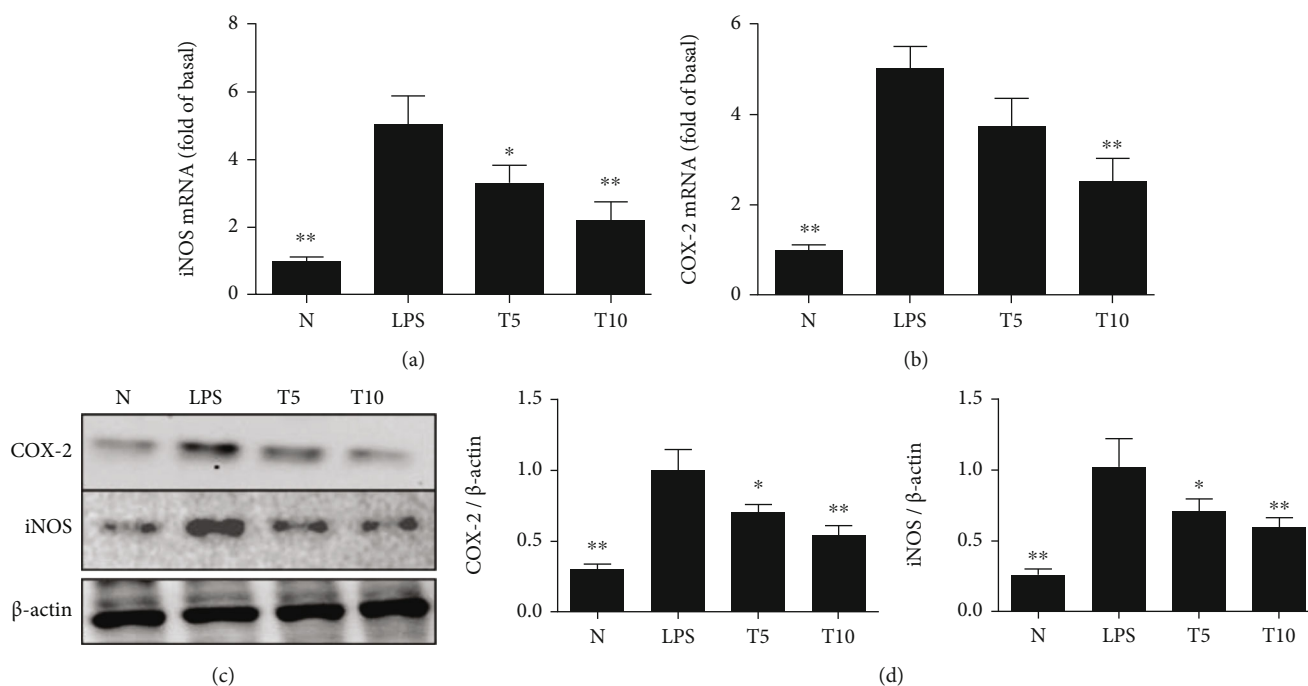 iNOS mRNA (fold of basal)
8
6
4
2
0
**
*
**
N LPS T5 T10
(a)
COX-2 mRNA (fold of basal)
6
4
2
0
**
**
N LPS T5 T10
(b)
N LPS T5 T10
COX-2
iNOS
β-actin
(c)
COX-2 / β-actin
1.5
1.0
0.5
0.0
**
*
**
N LPS T5 T10
iNOS / β-actin
1.5
1.0
0.5
0.0
**
*
**
N LPS T5 T10
(d)